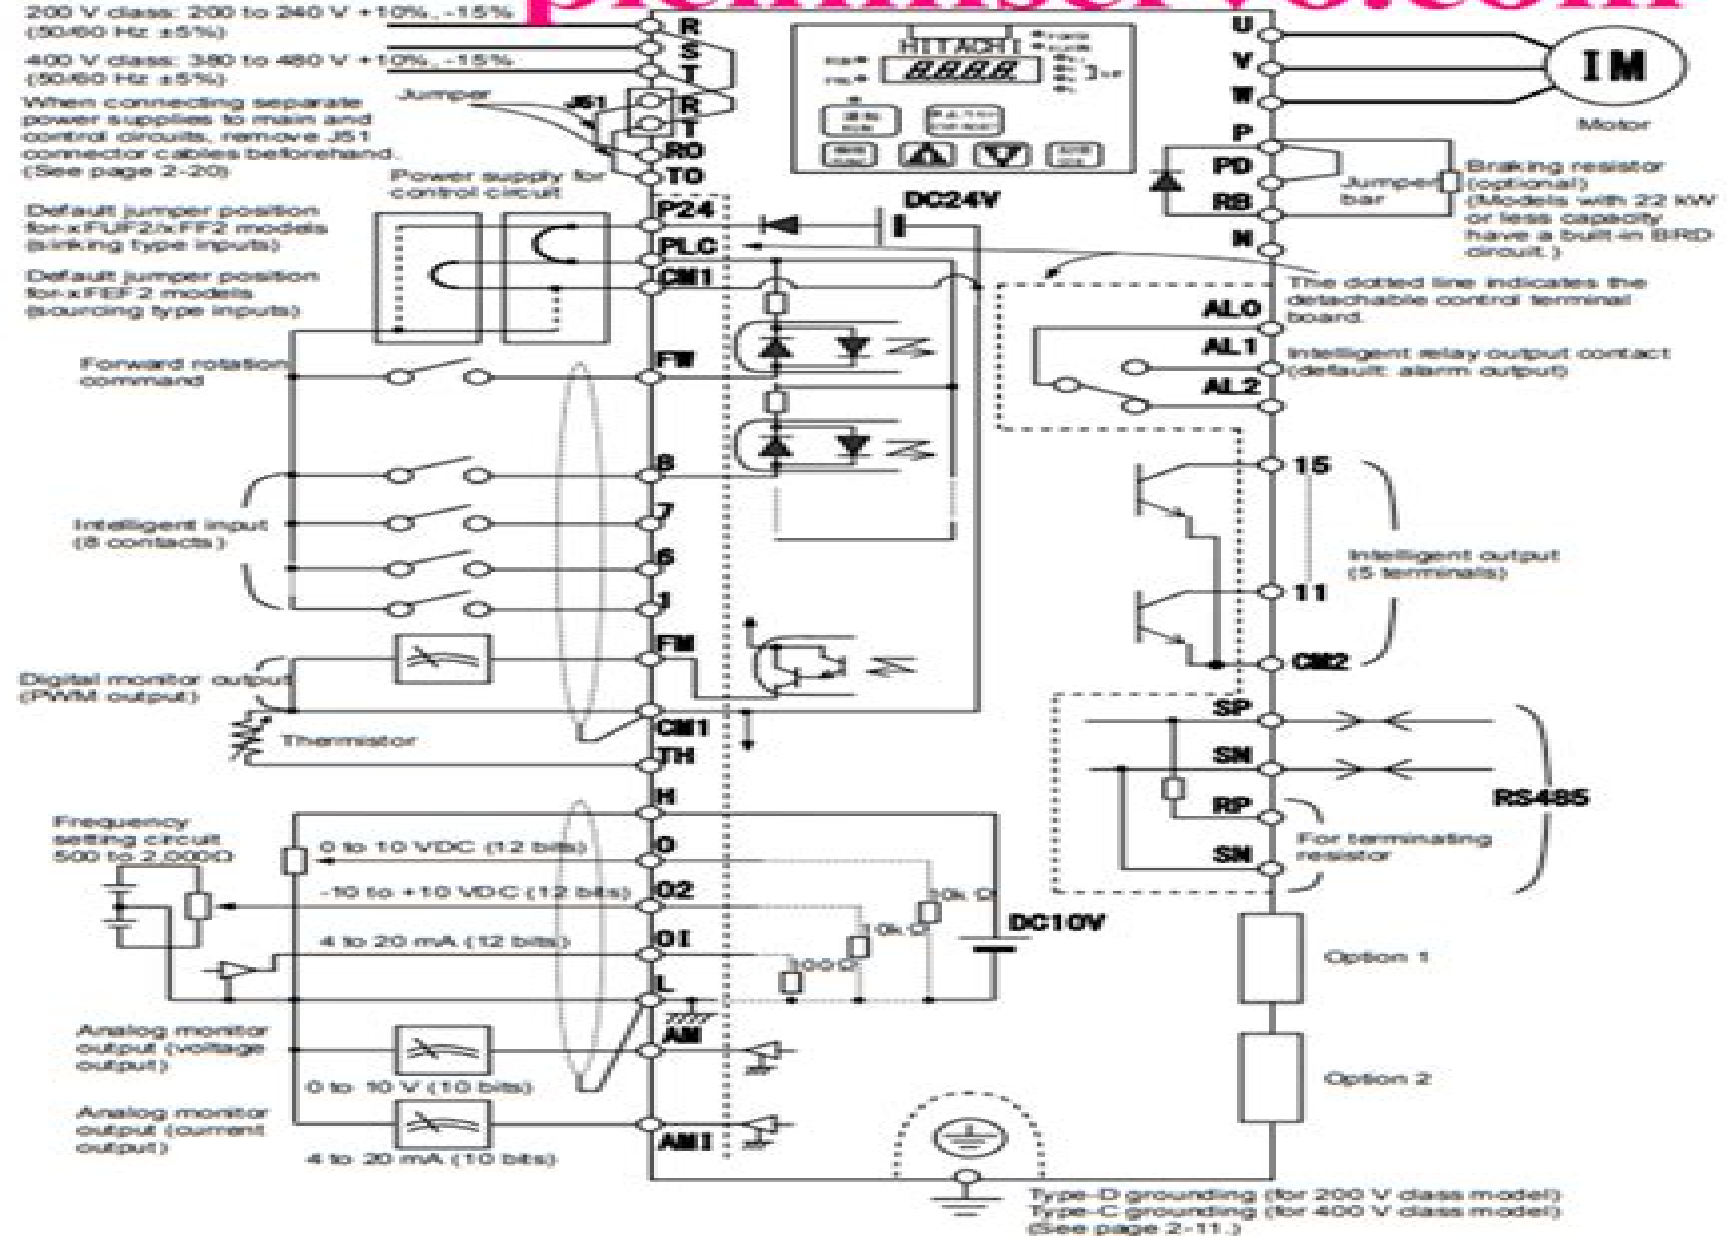 200 V class: 200 to 240 V +10%, -15%
(50/60 Hz ±5%)
400 V class: 380 to 480 V +10%, -15%
(50/60 Hz ±5%)
When connecting separate
power supplies to main and
control circuits, remove J51
connector cables beforehand.
(See page 2-20)
Jumper
J51
R
S
T
R
T
R0
T0
Power supply for
control circuit
HITACHI
8888
U
V
W
IM
Motor
P
PD
RB
N
Jumper
bar
Braking resistor
(optional)
(Models with 22 kW
or less capacity
have a built-in BRD
circuit.)
Default jumper position
for-xFUF2/xFF2 models
(sinking type inputs)
Default jumper position
for-xFEF2 models
(sourcing type inputs)
P24
PLC
CM1
DC24V
The dotted line indicates the
detachable control terminal
board.
AL0
AL1
AL2
Intelligent relay output contact
(default: alarm output)
Forward rotation
command
FW
8
7
6
1
Intelligent input
(8 contacts)
15
11
CM2
Intelligent output
(5 terminals)
Digital monitor output
(PWM output)
FM
CM1
Thermistor
TH
SP
SN
RP
SN
RS485
For terminating
resistor
Frequency
setting circuit
500 to 2,000Ω
H
0 to 10 VDC (12 bits)
O
-10 to +10 VDC (12 bits)
O2
4 to 20 mA (12 bits)
OI
L
10k Ω
10k Ω
100 Ω
DC10V
Option 1
Option 2
Analog monitor
output (voltage
output)
AM
0 to 10 V (10 bits)
Analog monitor
output (current
output)
AMI
4 to 20 mA (10 bits)
Type-D grounding (for 200 V class model)
Type-C grounding (for 400 V class model)
(See page 2-11.)